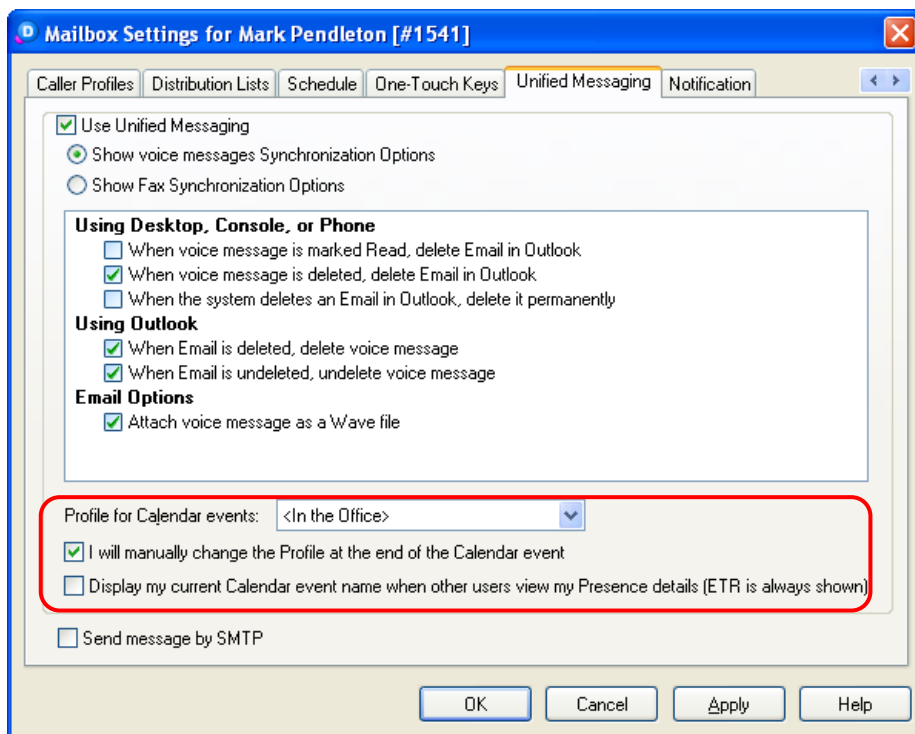 Mailbox Settings for Mark Pendleton [#1541]
Caller Profiles Distribution Lists Schedule One-Touch Keys Unified Messaging Notification
Use Unified Messaging
Show voice messages Synchronization Options
Show Fax Synchronization Options
Using Desktop, Console, or Phone
When voice message is marked Read, delete Email in Outlook
When voice message is deleted, delete Email in Outlook
When the system deletes an Email in Outlook, delete it permanently
Using Outlook
When Email is deleted, delete voice message
When Email is undeleted, undelete voice message
Email Options
Attach voice message as a Wave file
Profile for Calendar events: <In the Office>
I will manually change the Profile at the end of the Calendar event
Display my current Calendar event name when other users view my Presence details (ETR is always shown)
Send message by SMTP
OK Cancel Apply Help